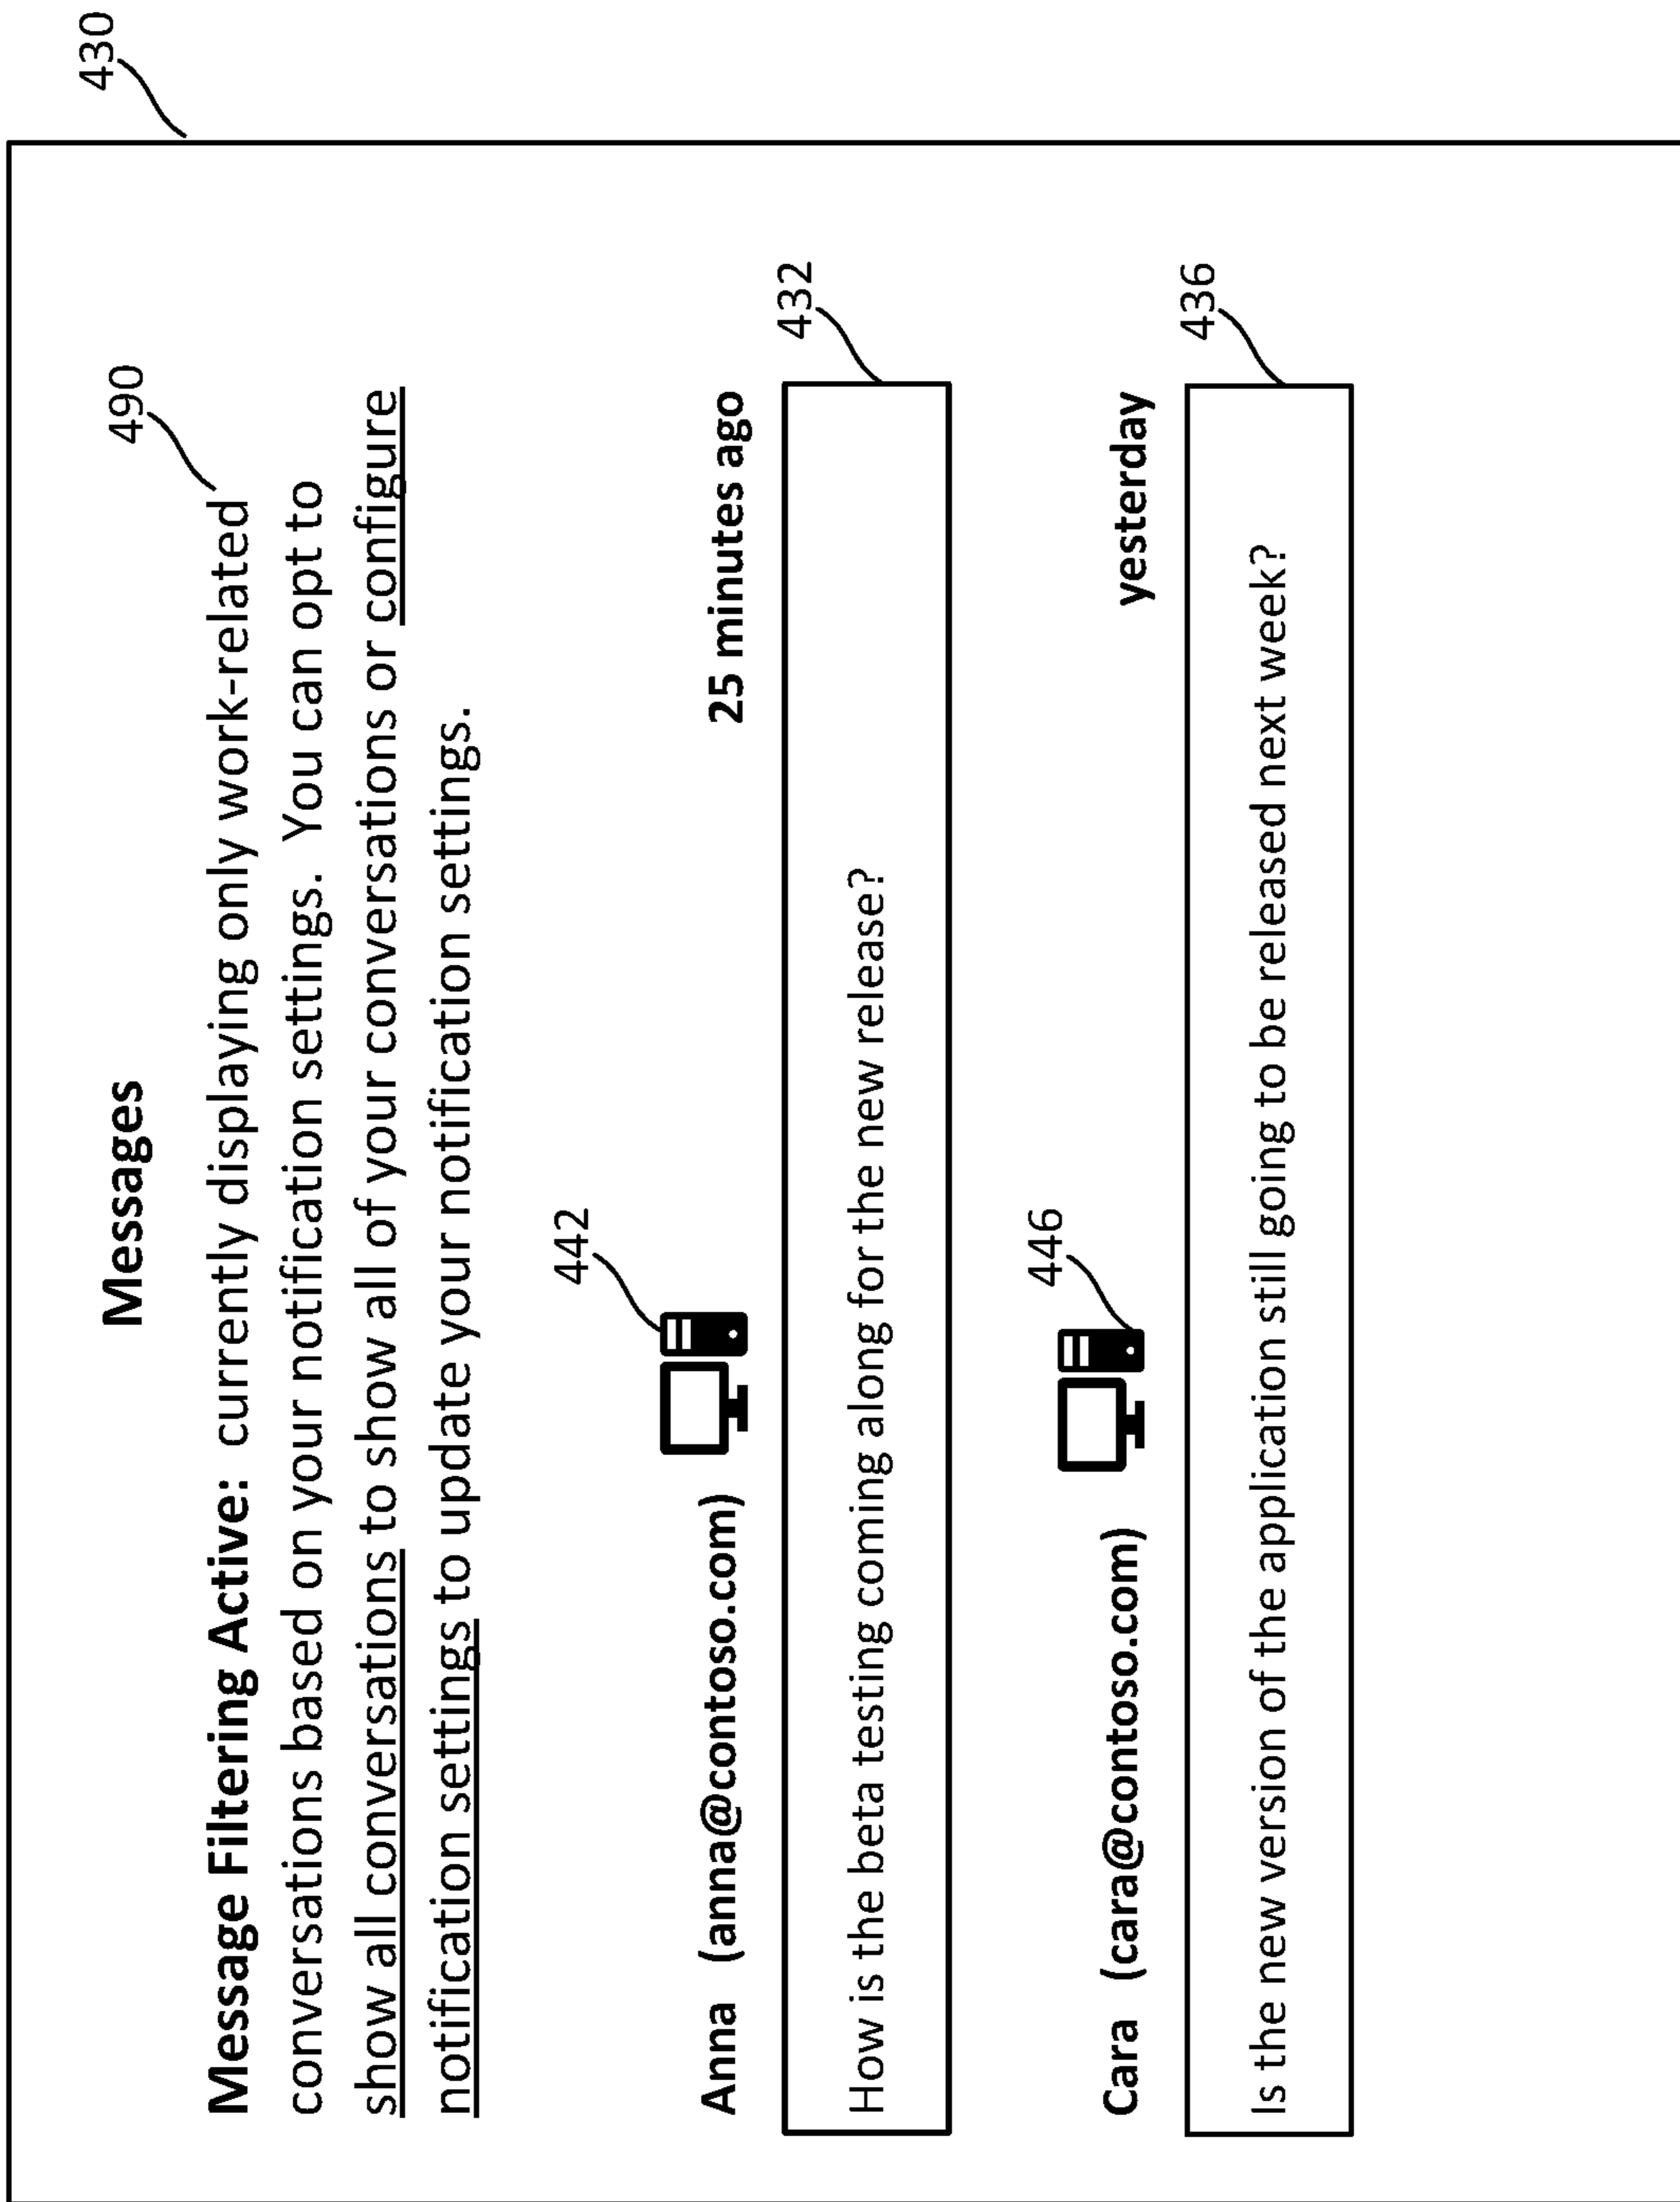 430
Messages
490
Message Filtering Active: currently displaying only work-related
conversations based on your notification settings. You can opt to
show all conversations to show all of your conversations or configure
notification settings to update your notification settings.
442
Anna (anna@contoso.com)
25 minutes ago
432
How is the beta testing coming along for the new release?
446
Cara (cara@contoso.com)
yesterday
436
Is the new version of the application still going to be released next week?